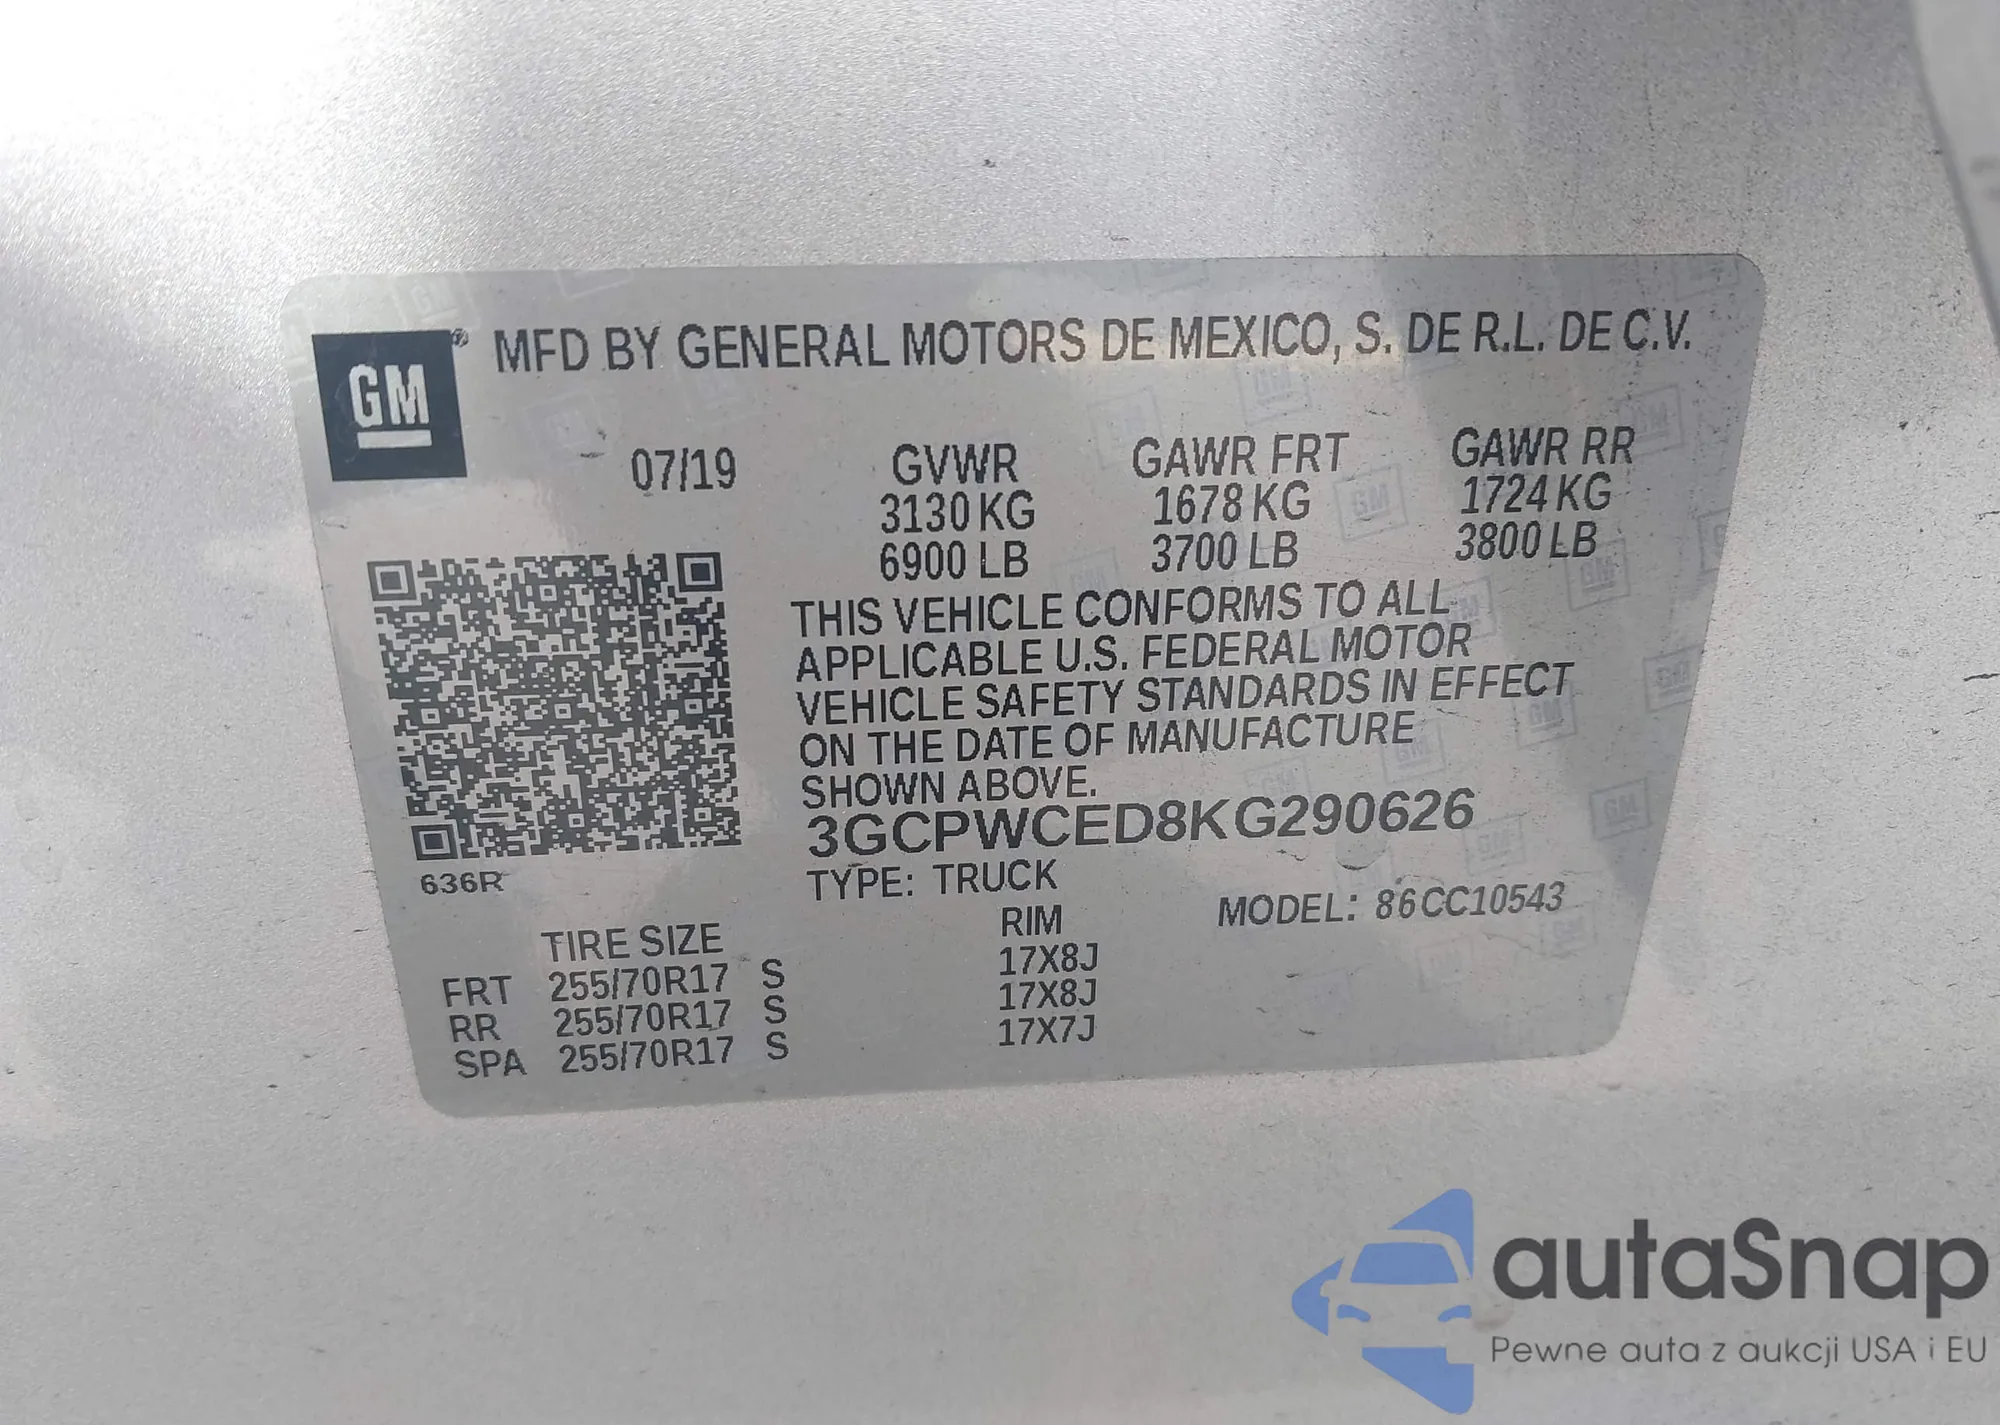 GM® MFD BY GENERAL MOTORS DE MEXICO, S. DE R.L. DE C.V.
07/19 GVWR GAWR FRT GAWR RR
3130 KG 1678 KG 1724 KG
6900 LB 3700 LB 3800 LB
THIS VEHICLE CONFORMS TO ALL
APPLICABLE U.S. FEDERAL MOTOR
VEHICLE SAFETY STANDARDS IN EFFECT
ON THE DATE OF MANUFACTURE
SHOWN ABOVE.
3GCPWCED8KG290626
636R
TYPE: TRUCK MODEL: 86CC10543
TIRE SIZE RIM
FRT 255/70R17 S 17X8J
RR 255/70R17 S 17X8J
SPA 255/70R17 S 17X7J
autaSnap
Pewne auta z aukcji USA i EU